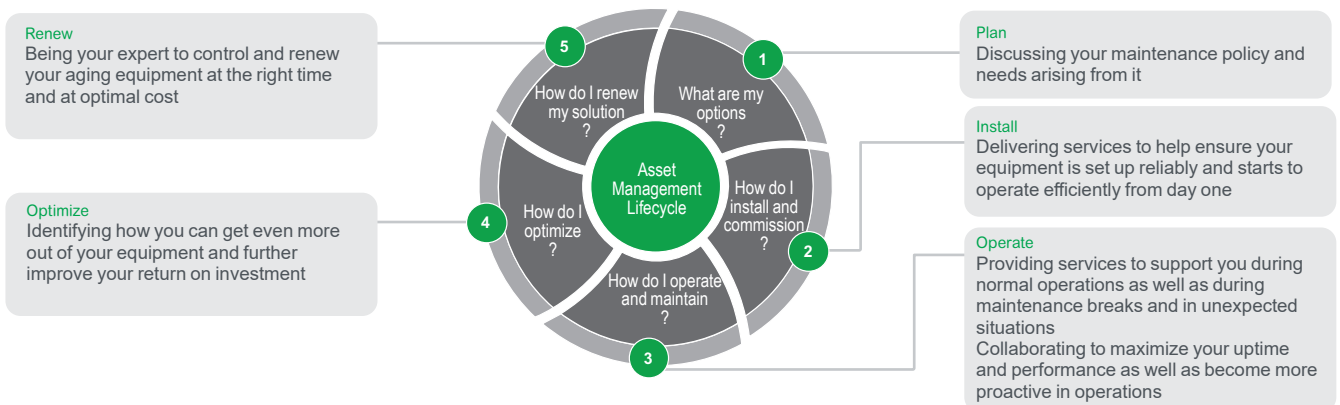 Renew
Being your expert to control and renew
your aging equipment at the right time
and at optimal cost
Optimize
Identifying how you can get even more
out of your equipment and further
improve your return on investment
5
How do I renew
my solution
?
1
What are my
options
?
Asset
Management
Lifecycle
4
How do I
optimize
?
How do I
install and
commission
?
2
How do I operate
and maintain
?
3
Plan
Discussing your maintenance policy and
needs arising from it
Install
Delivering services to help ensure your
equipment is set up reliably and starts to
operate efficiently from day one
Operate
Providing services to support you during
normal operations as well as during
maintenance breaks and in unexpected
situations
Collaborating to maximize your uptime
and performance as well as become more
proactive in operations